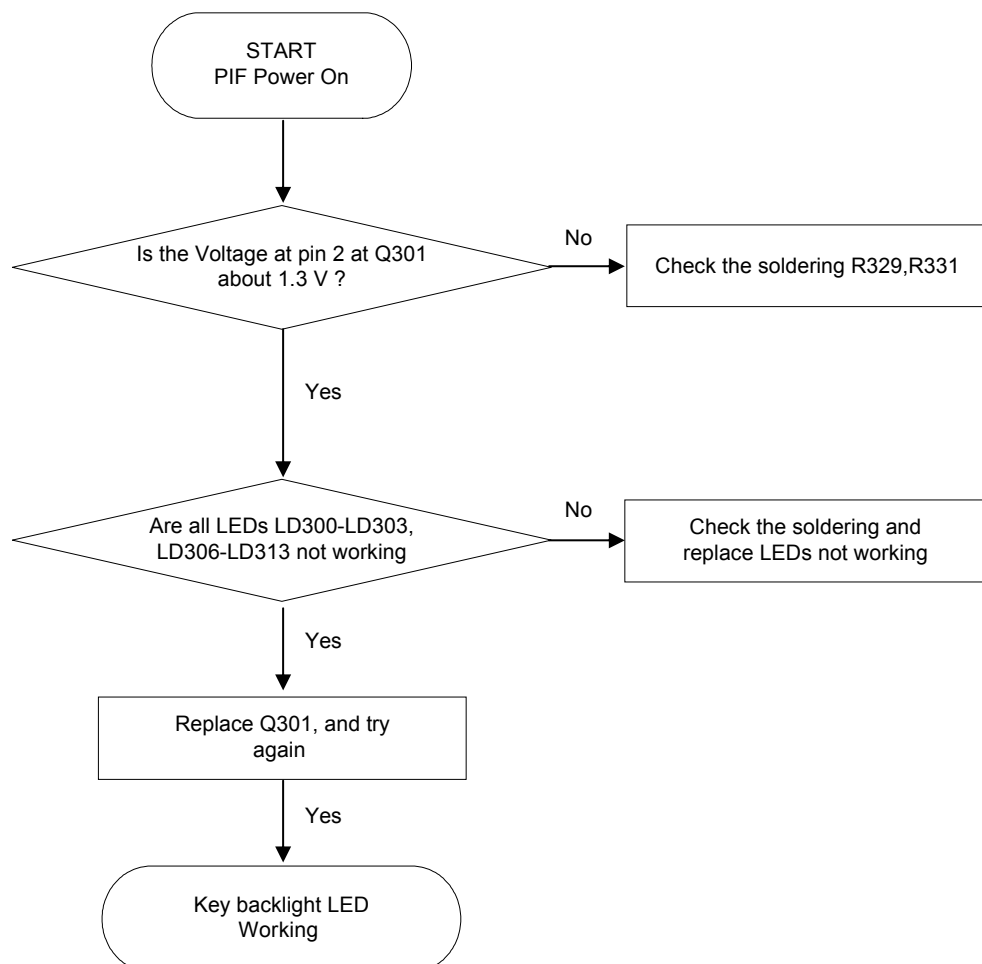 START
PIF Power On
Is the Voltage at pin 2 at Q301
about 1.3 V ?
No
Check the soldering R329,R331
Yes
Are all LEDs LD300-LD303,
LD306-LD313 not working
No
Check the soldering and
replace LEDs not working
Yes
Replace Q301, and try
again
Yes
Key backlight LED
Working